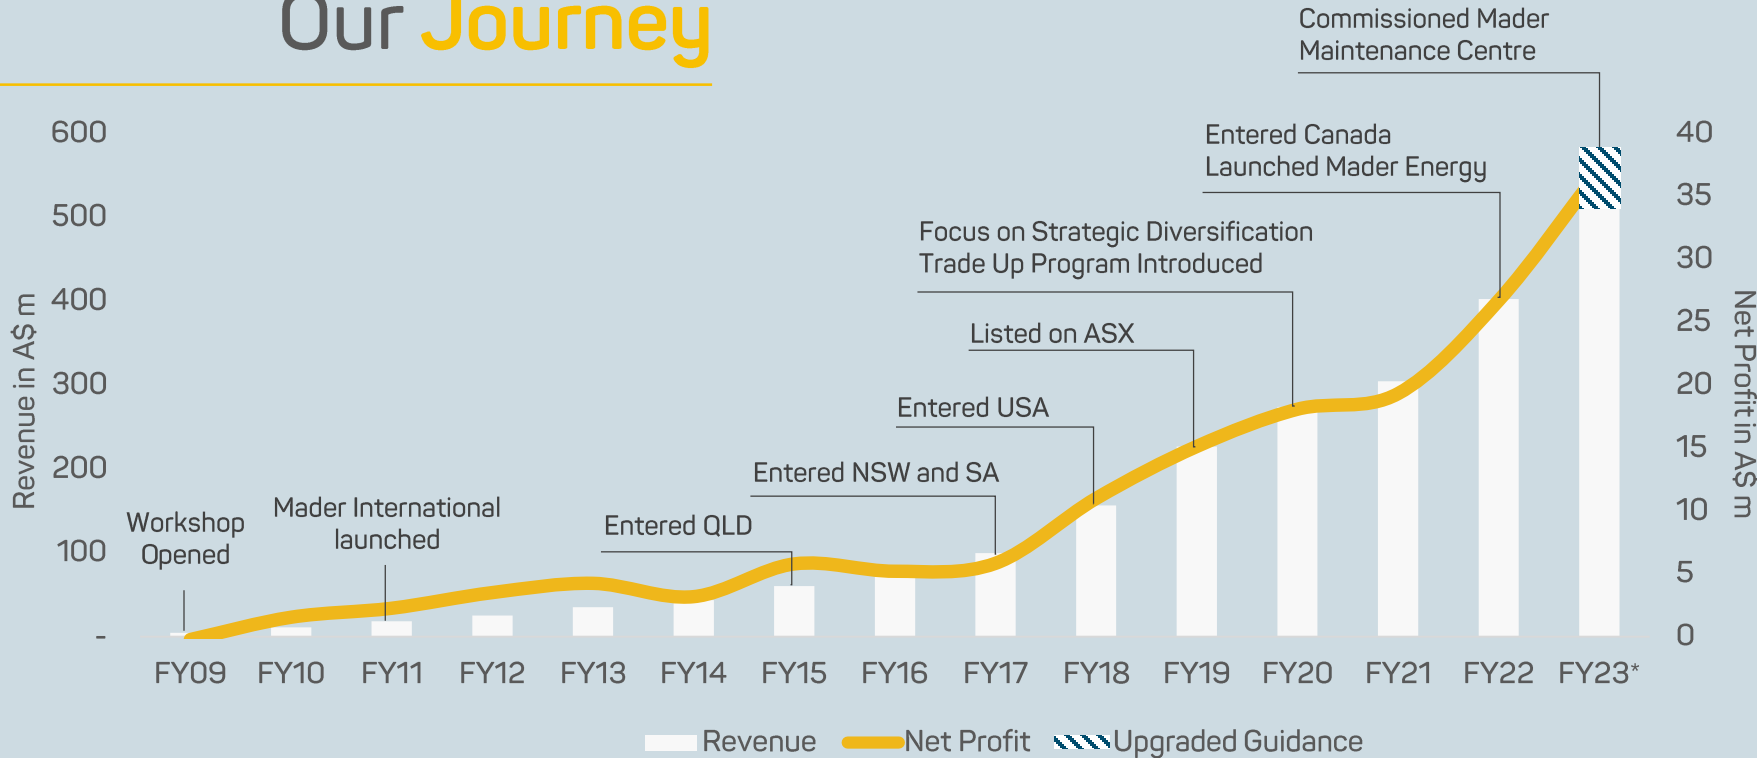 Our Journey
Commissioned Mader
Maintenance Centre
Entered Canada
Launched Mader Energy
Focus on Strategic Diversification
Trade Up Program Introduced
Listed on ASX
Entered USA
Entered NSW and SA
Entered QLD
Mader International
launched
Workshop
Opened
Revenue in A$ m
600
500
400
300
200
100
-
Net Profit in A$ m
40
35
30
25
20
15
10
5
0
FY09 FY10 FY11 FY12 FY13 FY14 FY15 FY16 FY17 FY18 FY19 FY20 FY21 FY22 FY23*
Revenue Net Profit Upgraded Guidance